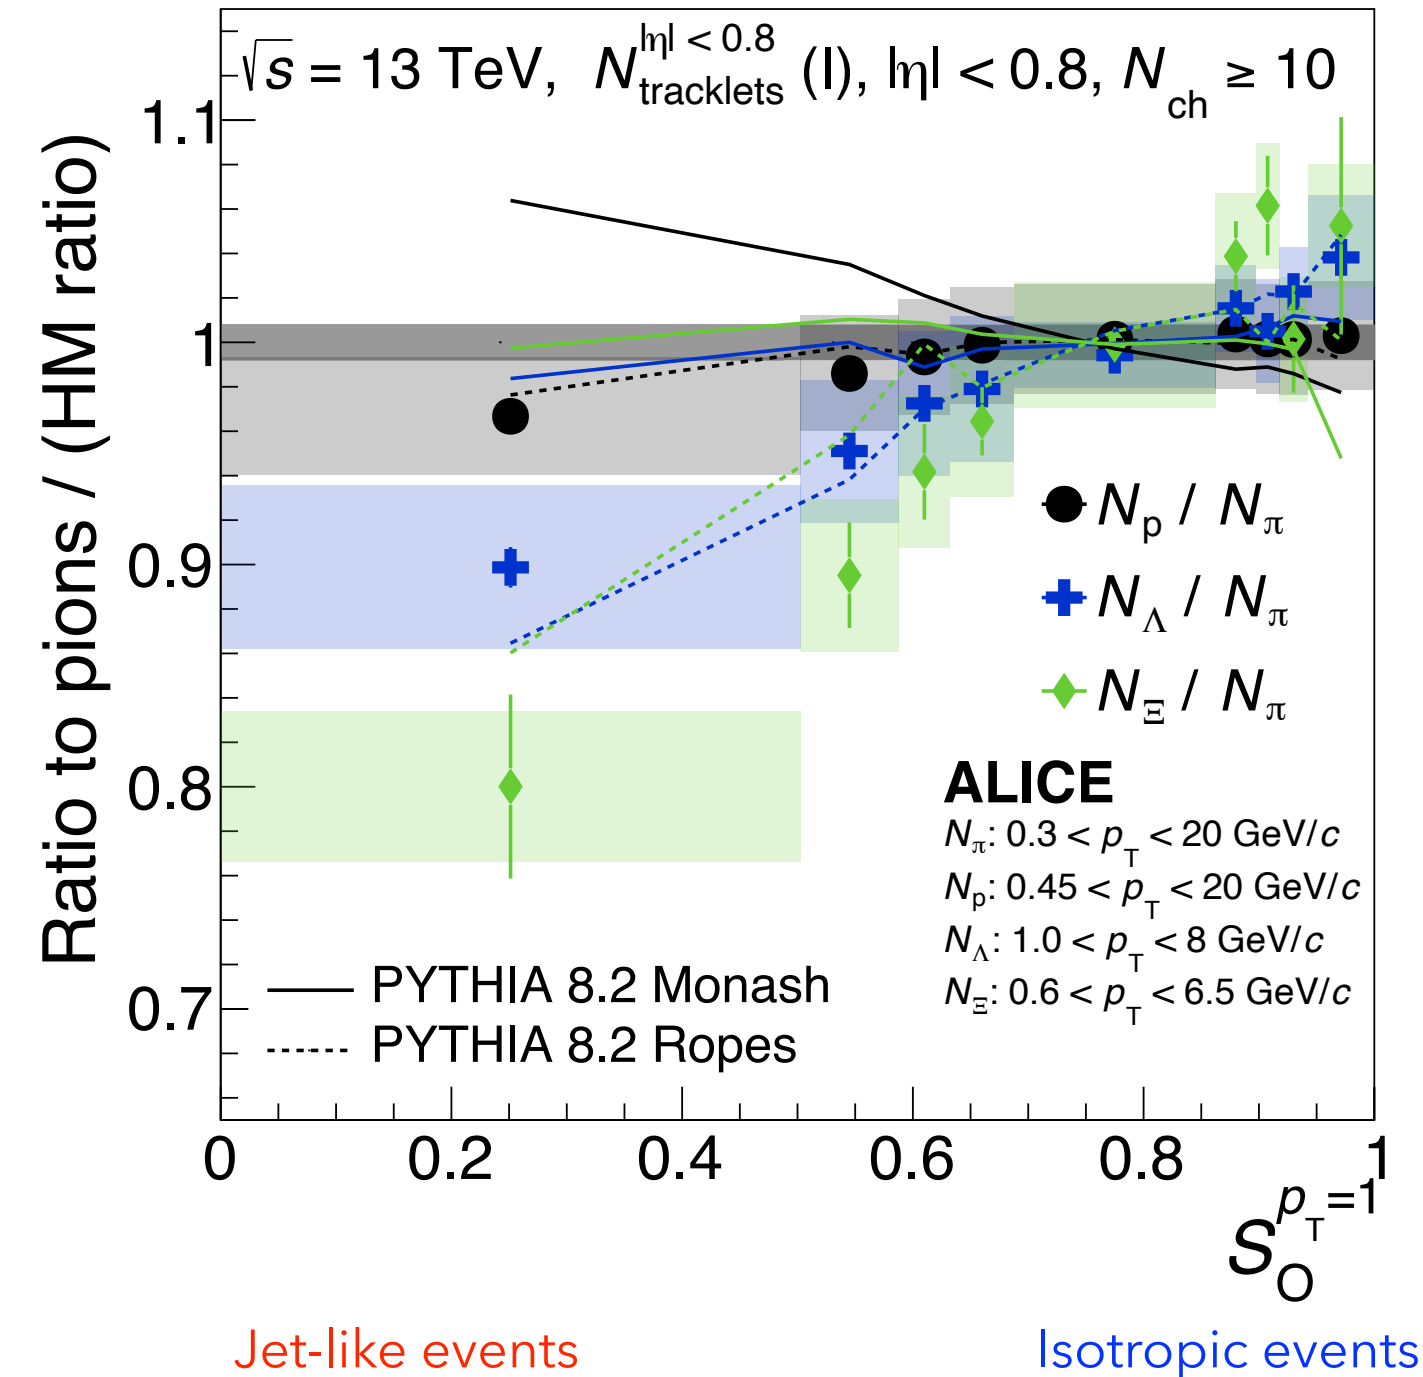 √s = 13 TeV, N_tracklets^|η| < 0.8 (I), |η| < 0.8, N_ch ≥ 10
Ratio to pions / (HM ratio)
1.1
1
0.9
0.8
0.7
N_p / N_π
N_Λ / N_π
N_Ξ / N_π
ALICE
N_π: 0.3 < p_T < 20 GeV/c
N_p: 0.45 < p_T < 20 GeV/c
N_Λ: 1.0 < p_T < 8 GeV/c
N_Ξ: 0.6 < p_T < 6.5 GeV/c
PYTHIA 8.2 Monash
PYTHIA 8.2 Ropes
0 0.2 0.4 0.6 0.8 1
S_O^p_T=1
Jet-like events Isotropic events